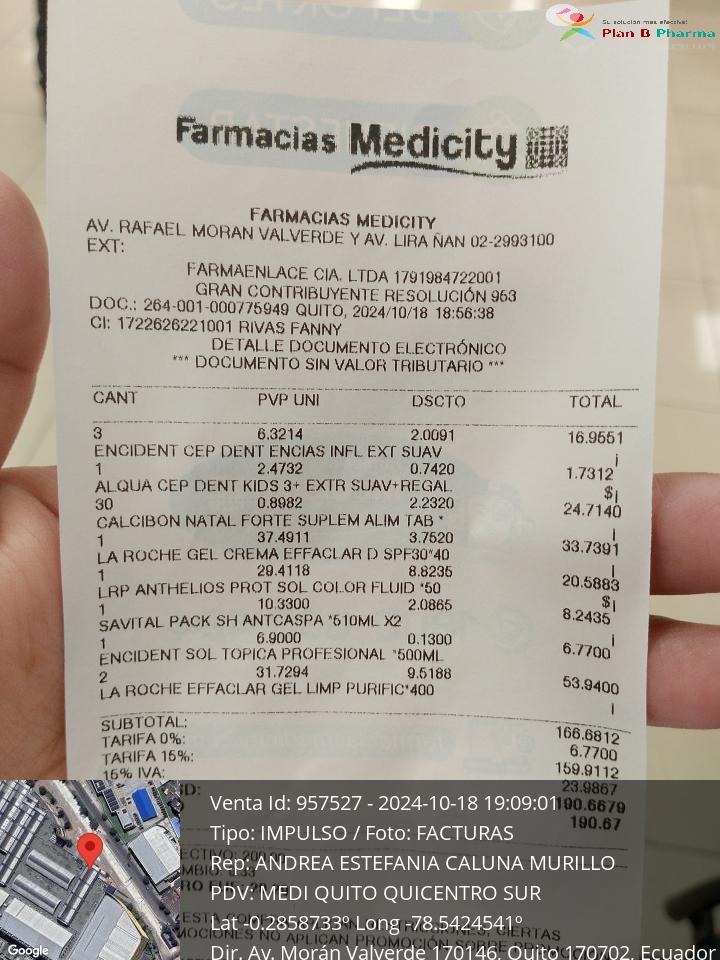 Su solución más efectiva!
Plan B Pharma
Farmacias Medicity
FARMACIAS MEDICITY
AV. RAFAEL MORAN VALVERDE Y AV. LIRA ÑAN 02-2993100
EXT:
FARMAENLACE CIA. LTDA 1791984722001
GRAN CONTRIBUYENTE RESOLUCIÓN 953
DOC.: 264-001-000775949 QUITO, 2024/10/18 18:56:38
CI: 1722626221001 RIVAS FANNY
DETALLE DOCUMENTO ELECTRÓNICO
*** DOCUMENTO SIN VALOR TRIBUTARIO ***
CANT PVP UNI DSCTO TOTAL
3 6.3214 2.0091 16.9551
ENCIDENT CEP DENT ENCIAS INFL EXT SUAV i
1 2.4732 0.7420 1.7312
ALQUA CEP DENT KIDS 3+ EXTR SUAV+REGAL $i
30 0.8982 2.2320 24.7140
CALCIBON NATAL FORTE SUPLEM ALIM TAB * i
1 37.4911 3.7520 33.7391
LA ROCHE GEL CREMA EFFACLAR D SPF30*40 i
1 29.4118 8.8235 20.5883
LRP ANTHELIOS PROT SOL COLOR FLUID *50 $i
1 10.3300 2.0865 8.2435
SAVITAL PACK SH ANTCASPA *510ML X2 i
1 6.9000 0.1300 6.7700
ENCIDENT SOL TOPICA PROFESIONAL *500ML
2 31.7294 9.5188 53.9400
LA ROCHE EFFACLAR GEL LIMP PURIFIC*400 i
SUBTOTAL: 166.6812
TARIFA 0%: 6.7700
TARIFA 15%: 159.9112
15% IVA: 23.9867
190.6679
190.67
Venta Id: 957527 - 2024-10-18 19:09:01
Tipo: IMPULSO / Foto: FACTURAS
Rep: ANDREA ESTEFANIA CALUNA MURILLO
PDV: MEDI QUITO QUICENTRO SUR
Lat -0.2858733º Long -78.5424541º
Dir. Av. Morán Valverde 170146, Quito 170702, Ecuador
Google